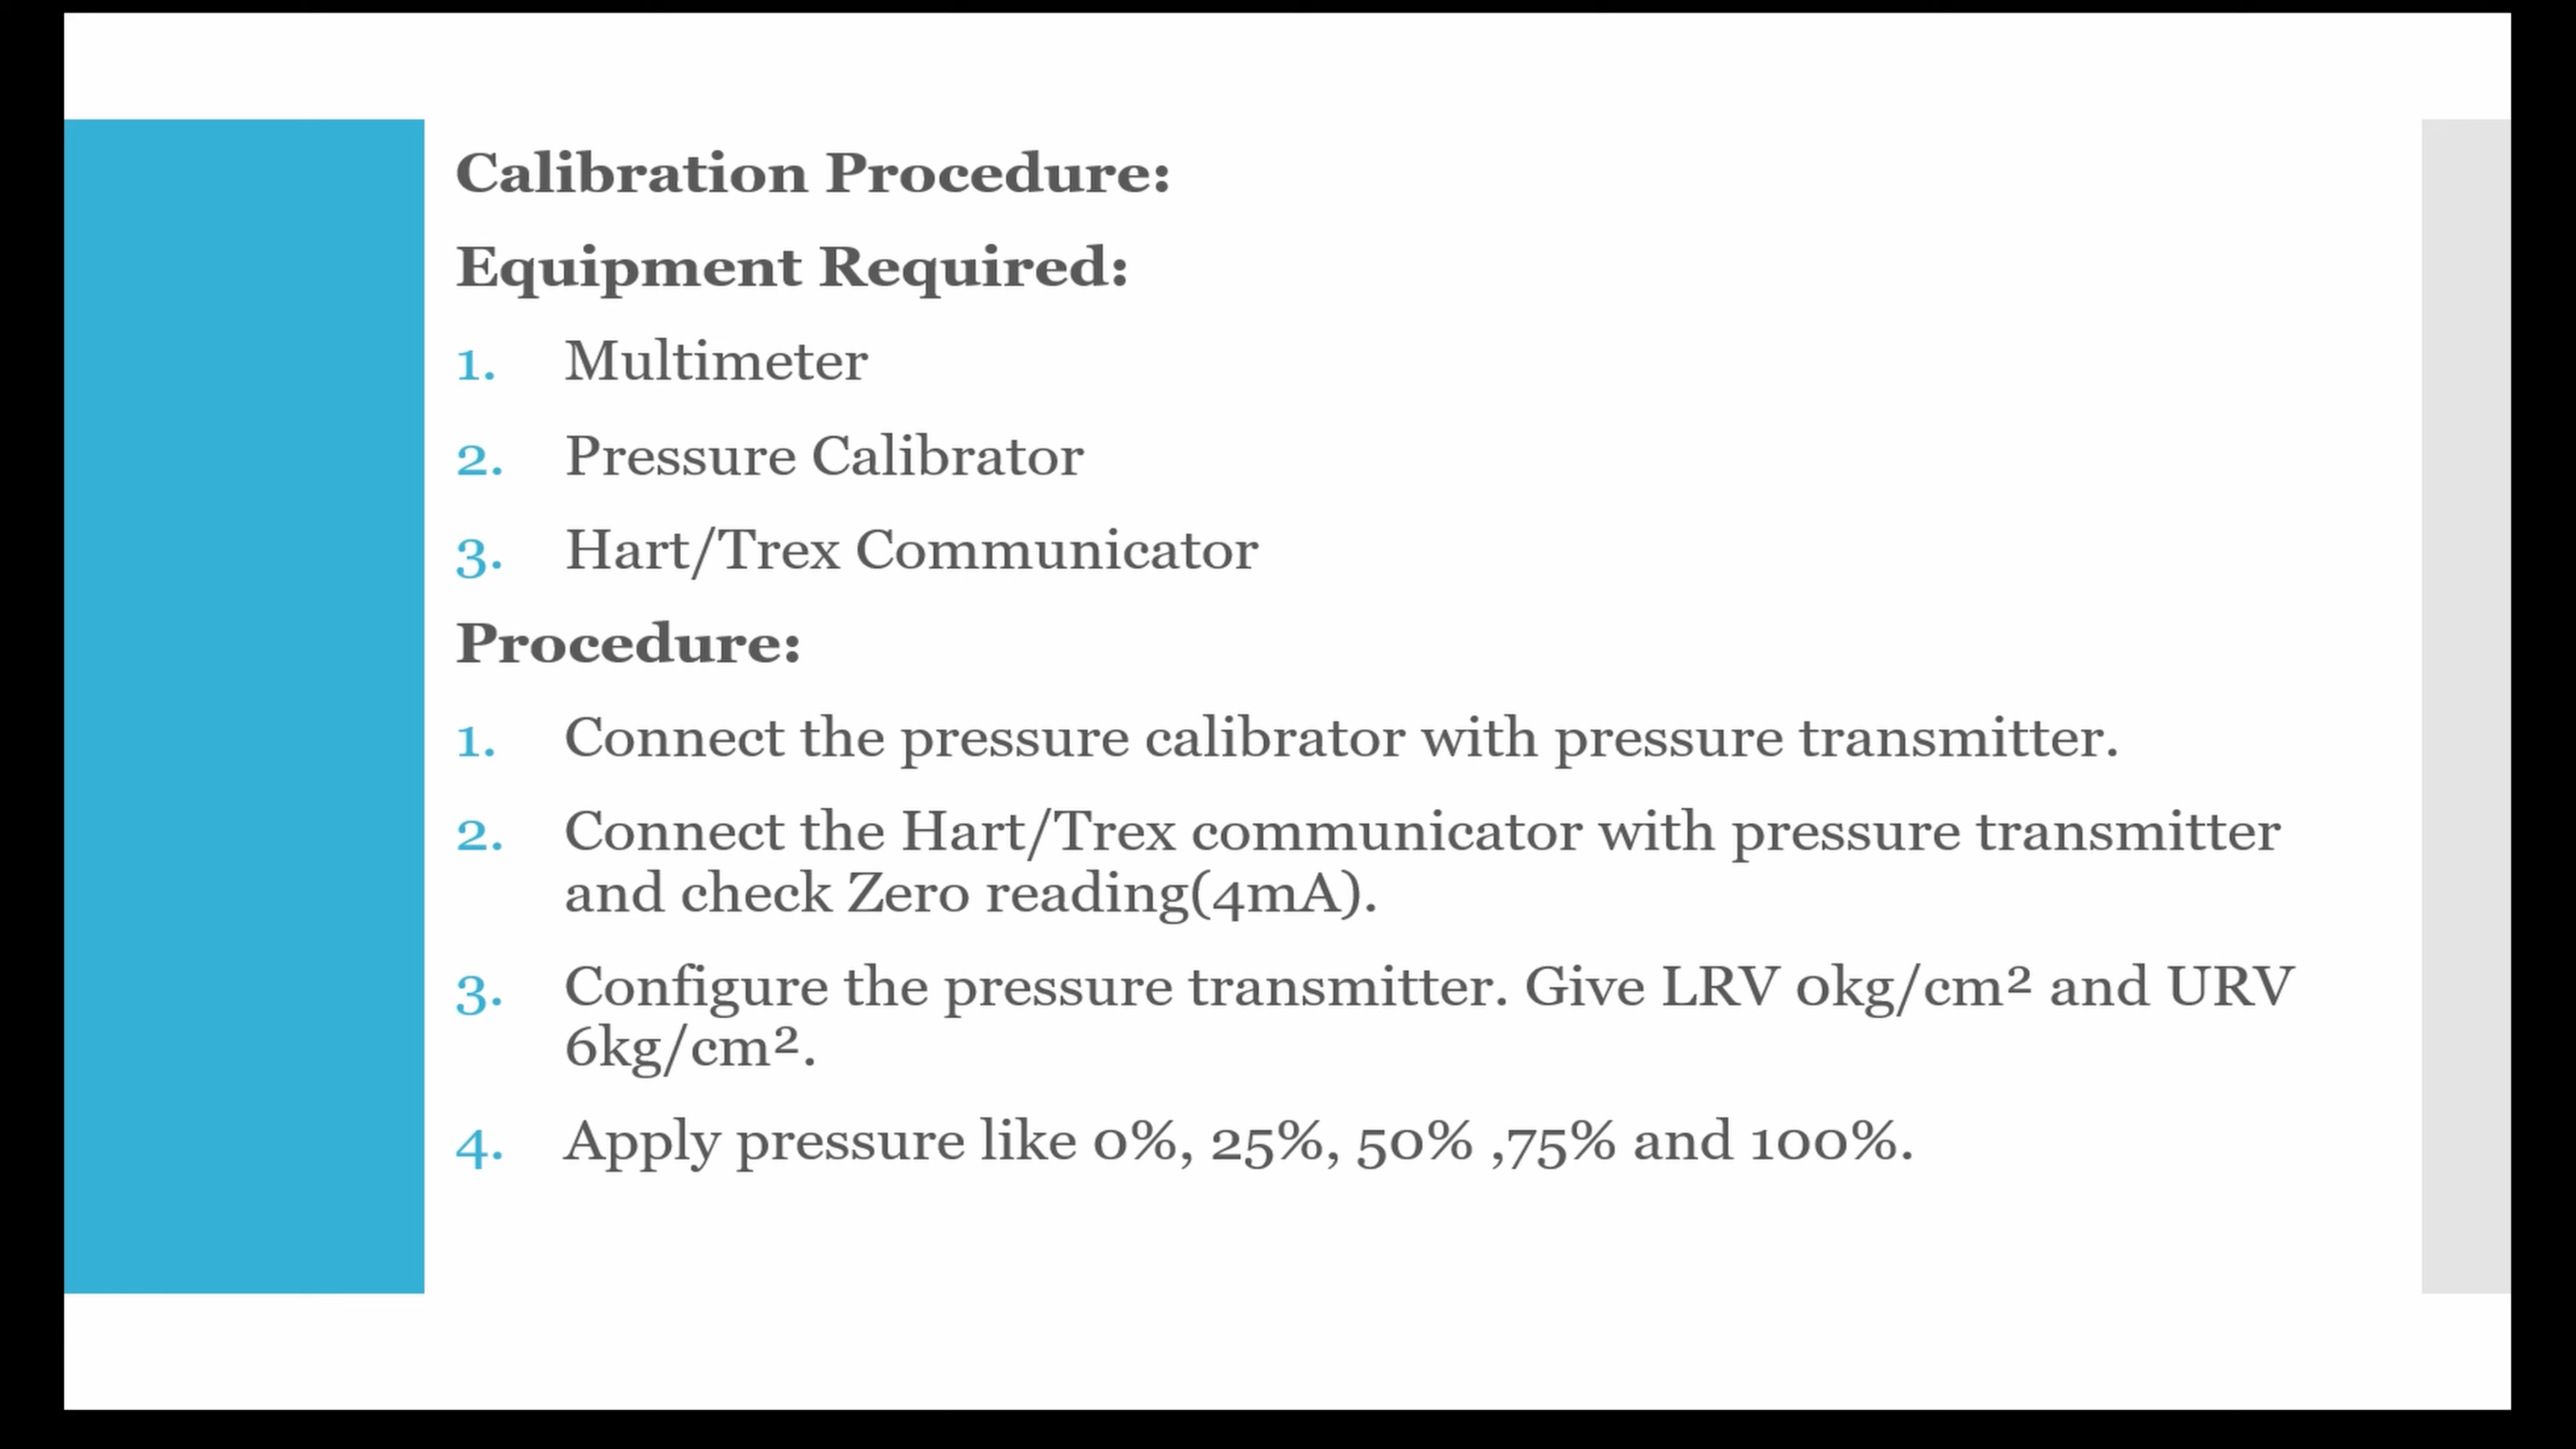 Calibration Procedure:
Equipment Required:
1. Multimeter
2. Pressure Calibrator
3. Hart/Trex Communicator
Procedure:
1. Connect the pressure calibrator with pressure transmitter.
2. Connect the Hart/Trex communicator with pressure transmitter
and check Zero reading(4mA).
3. Configure the pressure transmitter. Give LRV 0kg/cm² and URV
6kg/cm².
4. Apply pressure like 0%, 25%, 50% ,75% and 100%.